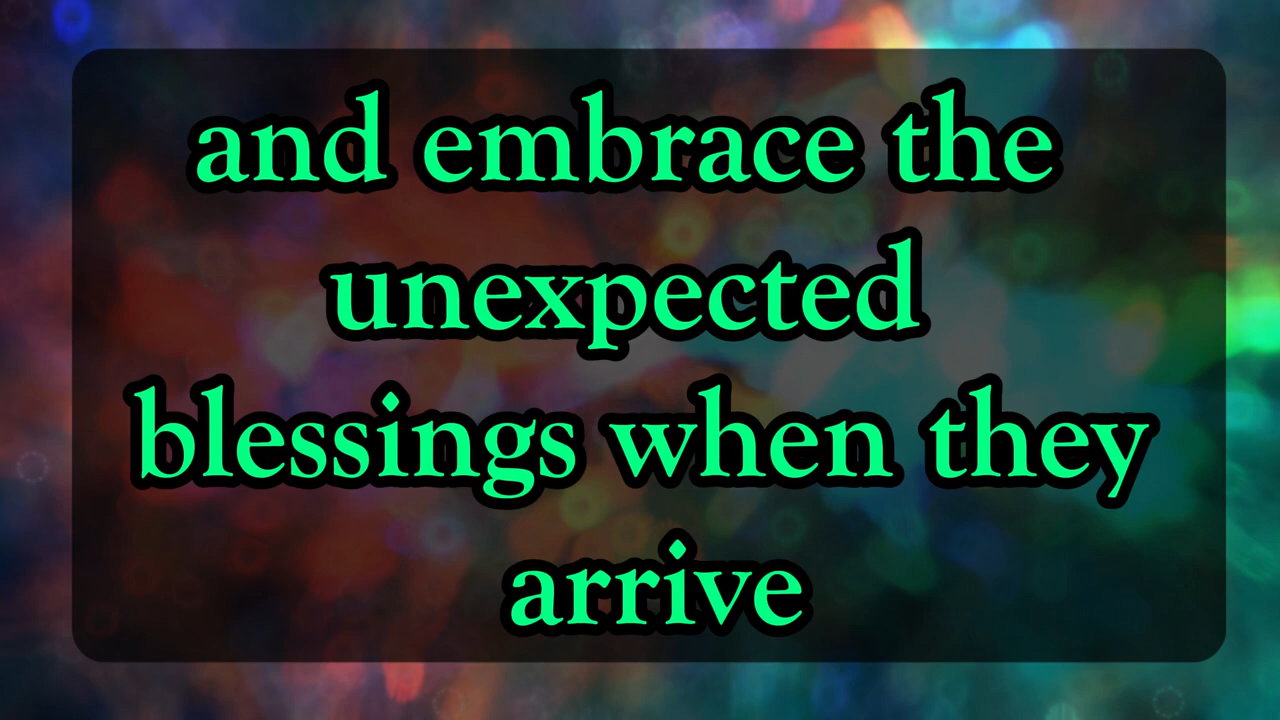 and embrace the
unexpected
blessings when they
arrive